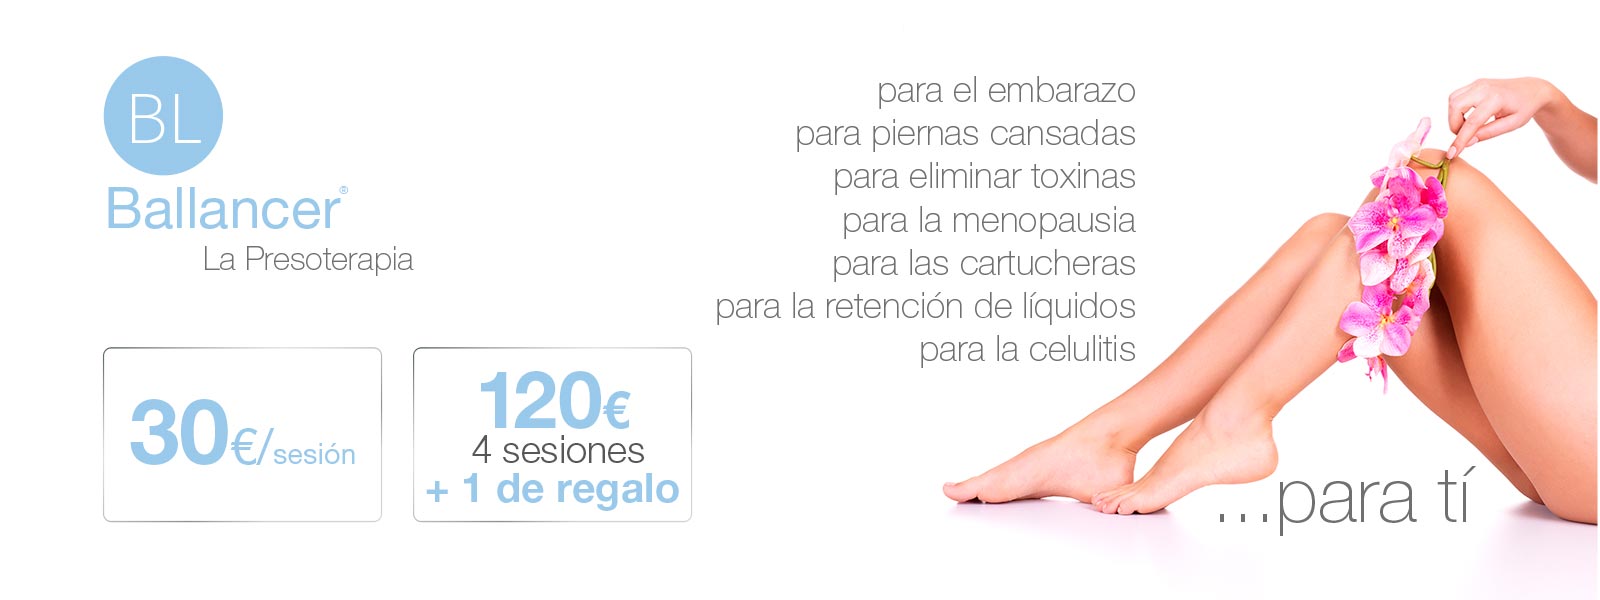 BL
Ballancer®
La Presoterapia
30€/sesión
120€
4 sesiones
+ 1 de regalo
para el embarazo
para piernas cansadas
para eliminar toxinas
para la menopausia
para las cartucheras
para la retención de líquidos
para la celulitis
...para tí